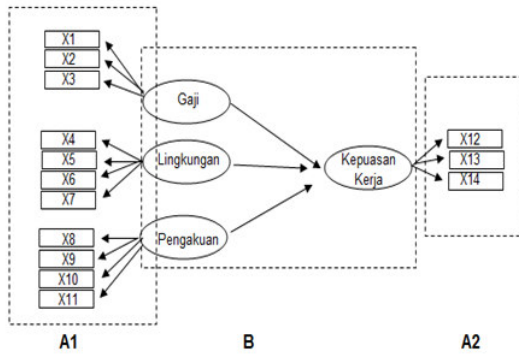 X1
X2
X3
Gaji
X4
X5
X6
X7
Lingkungan
Kepuasan
Kerja
X12
X13
X14
X8
X9
X10
X11
Pengakuan
A1
B
A2